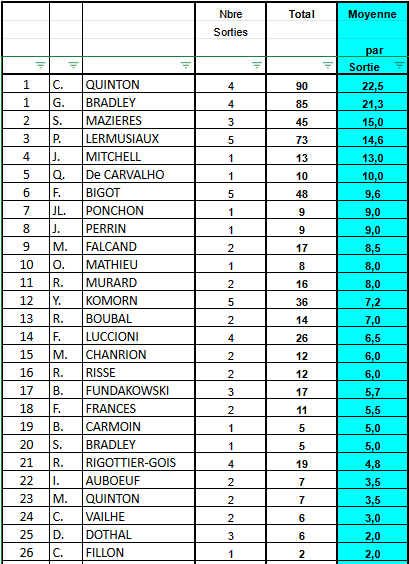 Nbre Total Moyenne
Sorties
par
Sortie
1 C. QUINTON 4 90 22,5
1 G. BRADLEY 4 85 21,3
2 S. MAZIERES 3 45 15,0
3 P. LERMUSIAUX 5 73 14,6
4 J. MITCHELL 1 13 13,0
5 Q. De CARVALHO 1 10 10,0
6 F. BIGOT 5 48 9,6
7 JL. PONCHON 1 9 9,0
8 J. PERRIN 1 9 9,0
9 M. FALCAND 2 17 8,5
10 O. MATHIEU 1 8 8,0
11 R. MURARD 2 16 8,0
12 Y. KOMORN 5 36 7,2
13 R. BOUBAL 2 14 7,0
14 F. LUCCIONI 4 26 6,5
15 M. CHANRION 2 12 6,0
16 R. RISSE 2 12 6,0
17 B. FUNDAKOWSKI 3 17 5,7
18 F. FRANCES 2 11 5,5
19 B. CARMOIN 1 5 5,0
20 S. BRADLEY 1 5 5,0
21 R. RIGOTTIER-GOIS 4 19 4,8
22 I. AUBOEUF 2 7 3,5
23 M. QUINTON 2 7 3,5
24 C. VAILHE 2 6 3,0
25 D. DOTHAL 3 6 2,0
26 C. FILLON 1 2 2,0